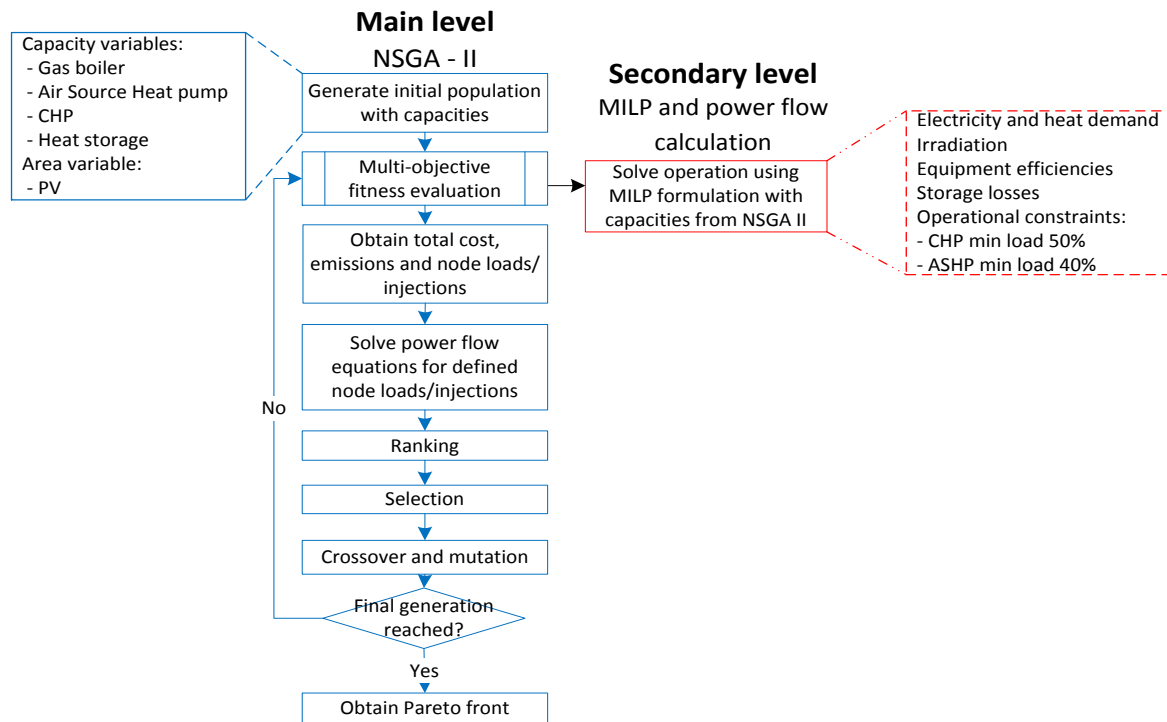 Main level
NSGA - II
Capacity variables:
- Gas boiler
- Air Source Heat pump
- CHP
- Heat storage
Area variable:
- PV
Generate initial population
with capacities
Multi-objective
fitness evaluation
Obtain total cost,
emissions and node loads/
injections
Solve power flow
equations for defined
node loads/injections
Ranking
Selection
Crossover and mutation
Final generation
reached?
No
Yes
Obtain Pareto front
Secondary level
MILP and power flow
calculation
Solve operation using
MILP formulation with
capacities from NSGA II
Electricity and heat demand
Irradiation
Equipment efficiencies
Storage losses
Operational constraints:
- CHP min load 50%
- ASHP min load 40%